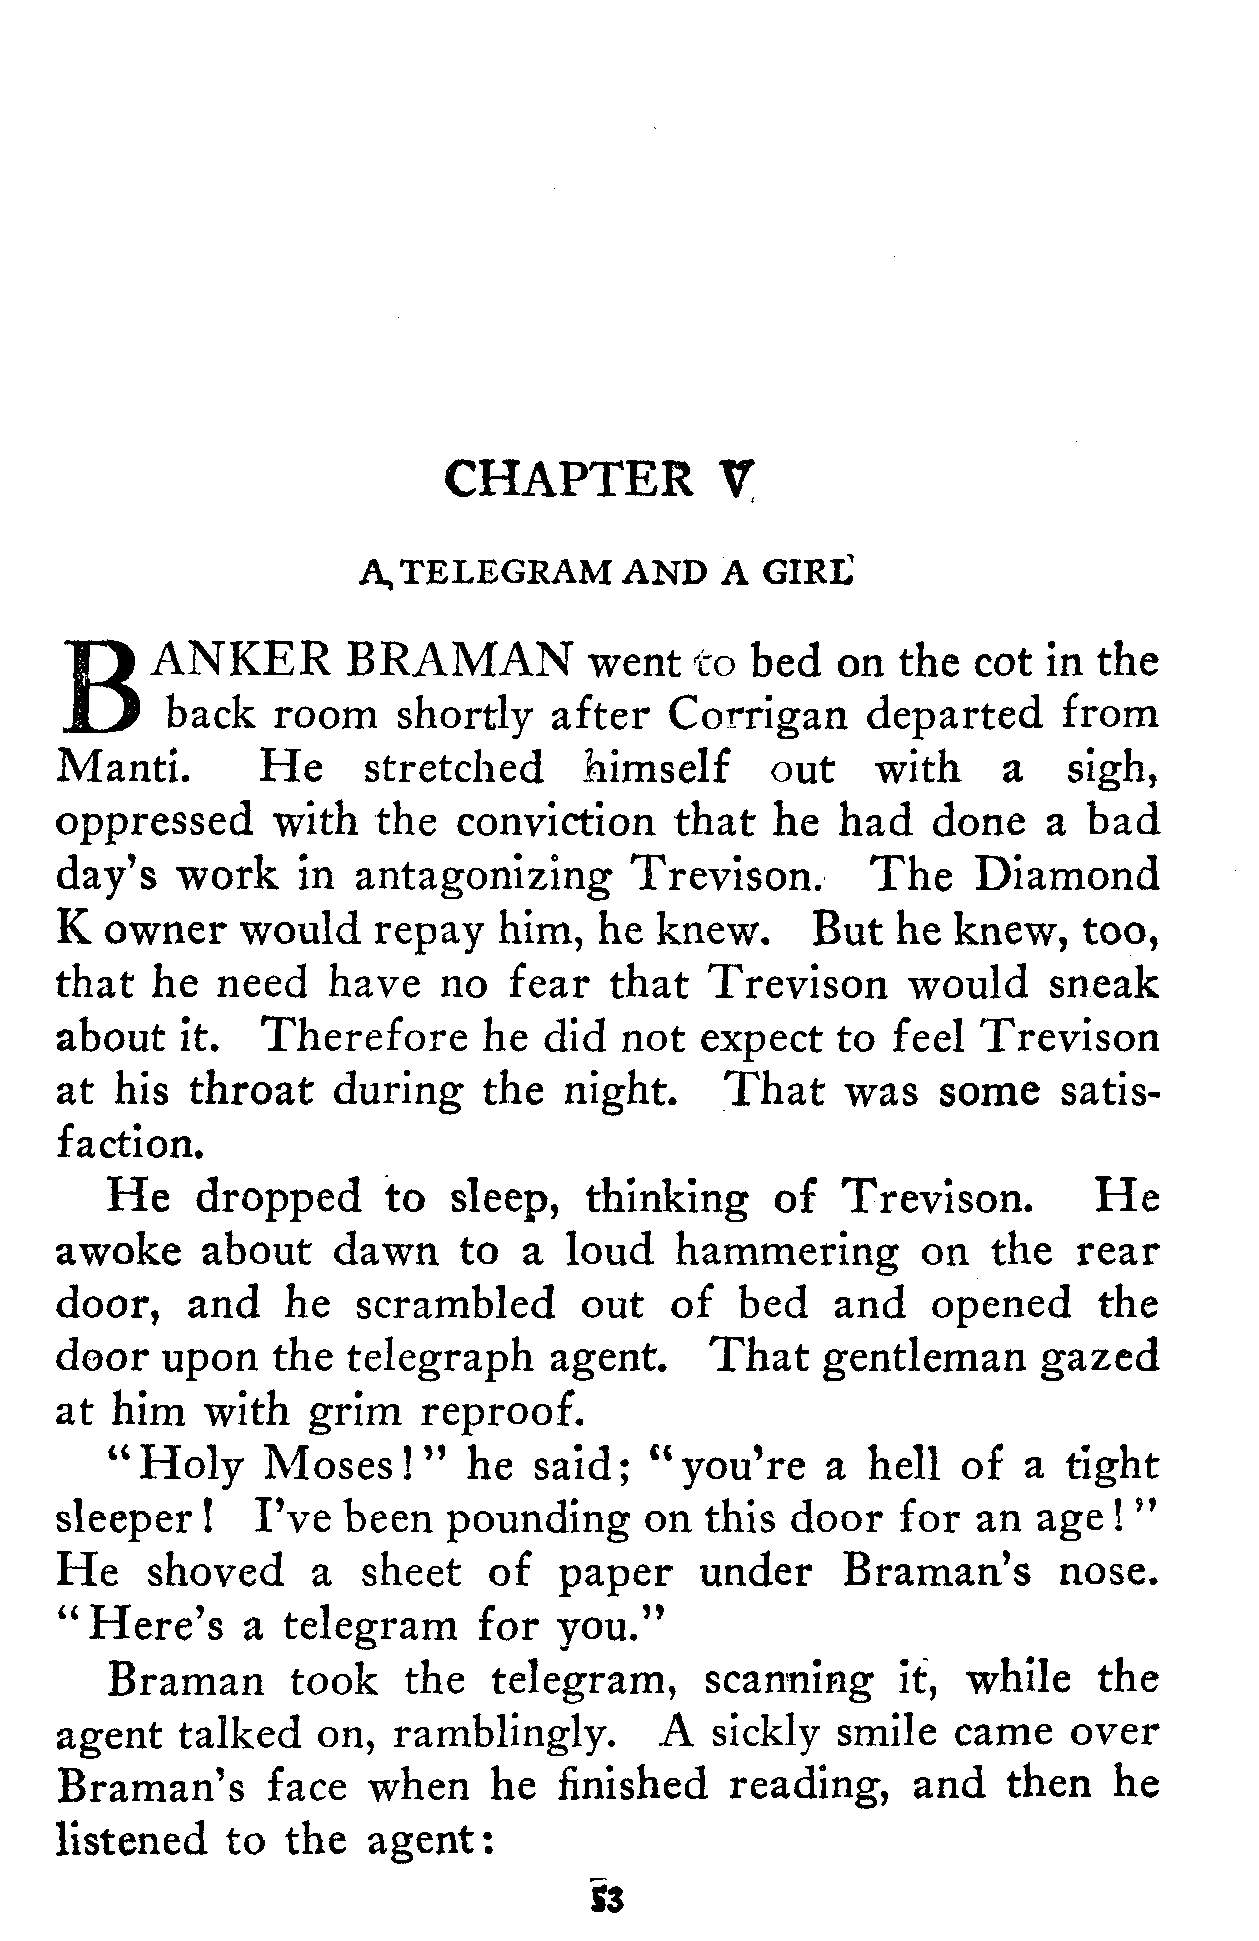 CHAPTER V
A TELEGRAM AND A GIRL
BANKER BRAMAN went to bed on the cot in the
back room shortly after Corrigan departed from
Manti. He stretched himself out with a sigh,
oppressed with the conviction that he had done a bad
day's work in antagonizing Trevison. The Diamond
K owner would repay him, he knew. But he knew, too,
that he need have no fear that Trevison would sneak
about it. Therefore he did not expect to feel Trevison
at his throat during the night. That was some satis-
faction.
He dropped to sleep, thinking of Trevison. He
awoke about dawn to a loud hammering on the rear
door, and he scrambled out of bed and opened the
door upon the telegraph agent. That gentleman gazed
at him with grim reproof.
"Holy Moses!" he said; "you're a hell of a tight
sleeper! I've been pounding on this door for an age!"
He shoved a sheet of paper under Braman's nose.
"Here's a telegram for you."
Braman took the telegram, scanning it, while the
agent talked on, ramblingly. A sickly smile came over
Braman's face when he finished reading, and then he
listened to the agent:
53